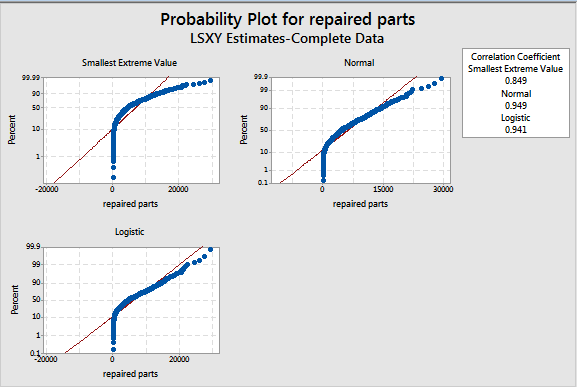 Probability Plot for repaired parts
LSXY Estimates-Complete Data
Smallest Extreme Value
99.99
90
50
10
1
Percent
-20000 0 20000
repaired parts
Normal
99.9
99
90
50
10
1
0.1
Percent
0 15000 30000
repaired parts
Correlation Coefficient
Smallest Extreme Value
0.849
Normal
0.949
Logistic
0.941
Logistic
99.9
99
90
50
10
1
0.1
Percent
-20000 0 20000
repaired parts